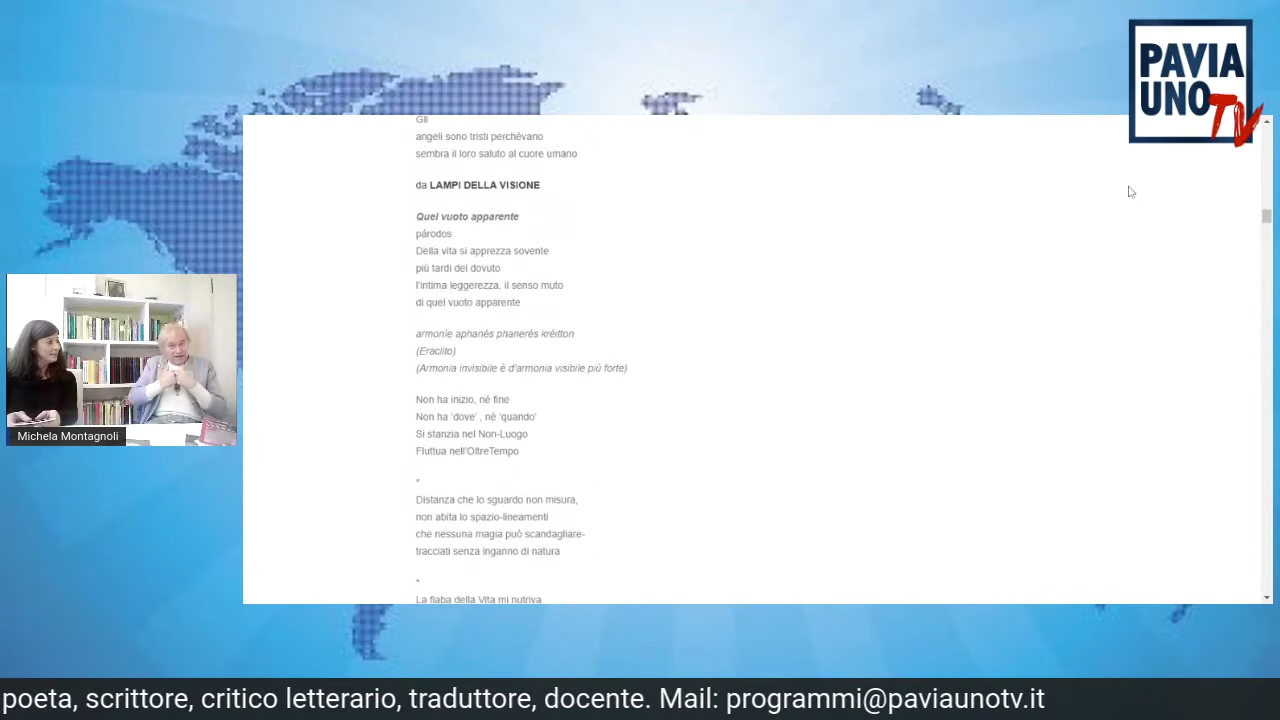 PAVIA
UNO TV
Gli
angeli sono tristi perchévano
sembra il loro saluto al cuore umano
da LAMPI DELLA VISIONE
Quel vuoto apparente
párodos
Della vita si apprezza sovente
più tardi del dovuto
l'intima leggerezza, il senso muto
di quel vuoto apparente
armoníe aphanés phanerés kréitton
(Eraclito)
(Armonia invisibile è d'armonia visibile più forte)
Non ha inizio, né fine
Non ha 'dove' , né 'quando'
Si stanzia nel Non-Luogo
Fluttua nell'OltreTempo
*
Distanza che lo sguardo non misura,
non abita lo spazio-lineamenti
che nessuna magia può scandagliare-
tracciati senza inganno di natura
*
La fiaba della Vita mi nutriva
Michela Montagnoli
poeta, scrittore, critico letterario, traduttore, docente. Mail: programmi@paviaunotv.it